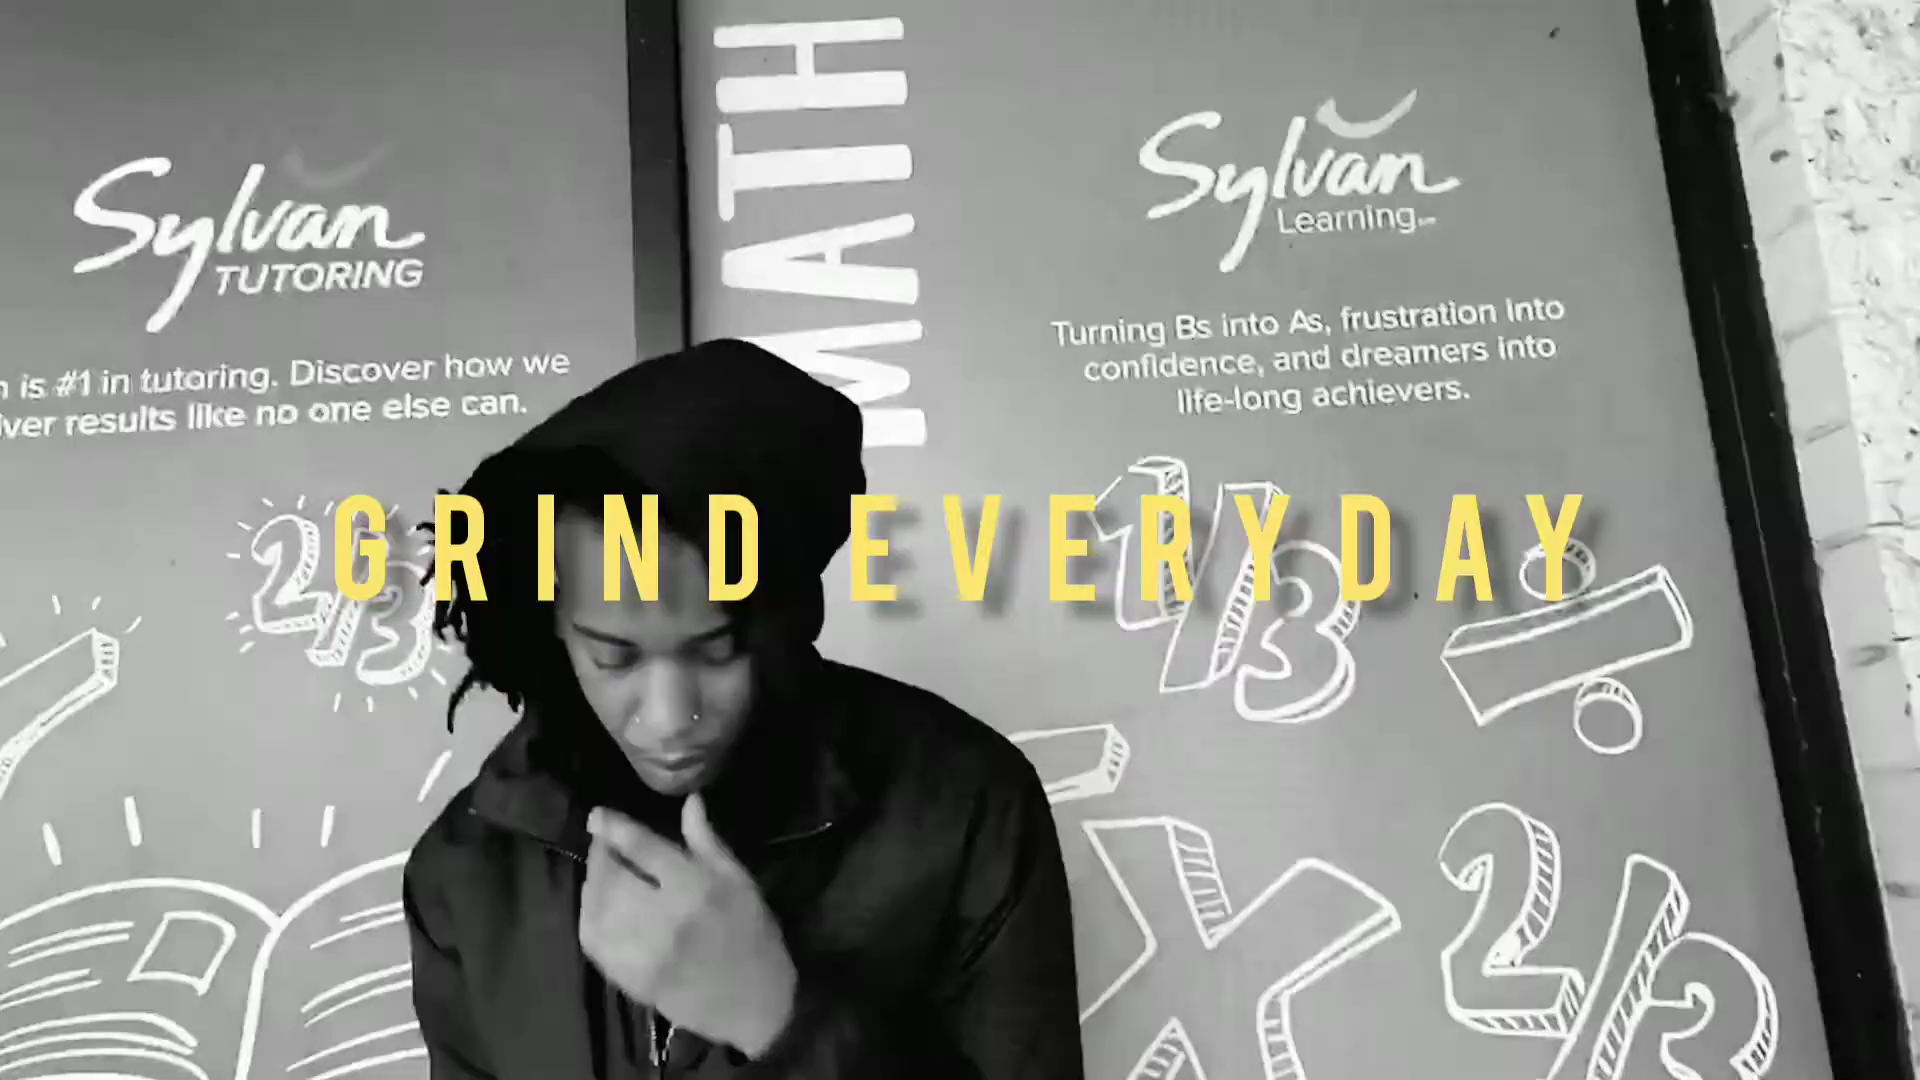 Sylvan
TUTORING
is #1 in tutoring. Discover how we
results like no one else can.
MATH
Sylvan
Learning
Turning Bs into As, frustration into
confidence, and dreamers into
life-long achievers.
GRIND EVERYDAY
2/3
1/3
÷
X
2/3